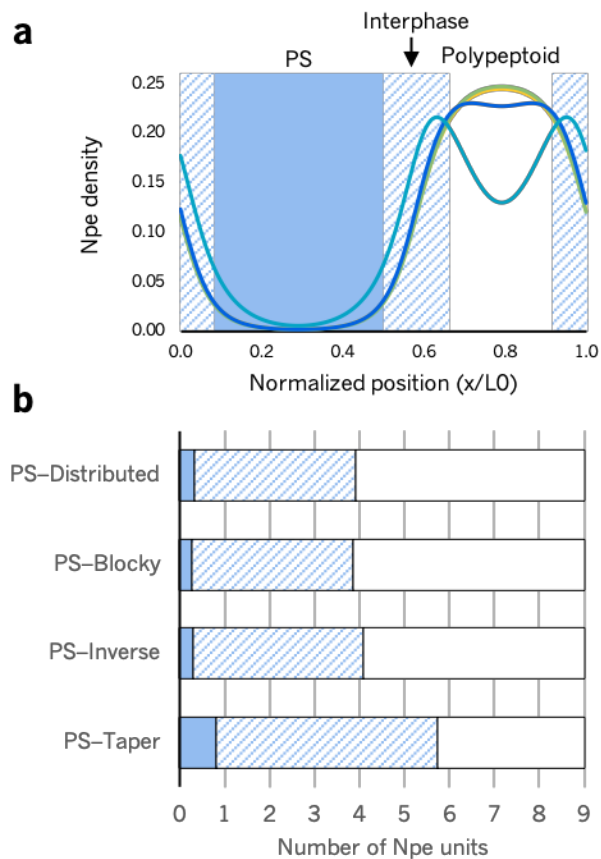 a
Interphase
PS
Polypeptoid
Npe density
0.25
0.20
0.15
0.10
0.05
0.00
0.0 0.2 0.4 0.6 0.8 1.0
Normalized position (x/L0)
b
PS–Distributed
PS–Blocky
PS–Inverse
PS–Taper
0 1 2 3 4 5 6 7 8 9
Number of Npe units